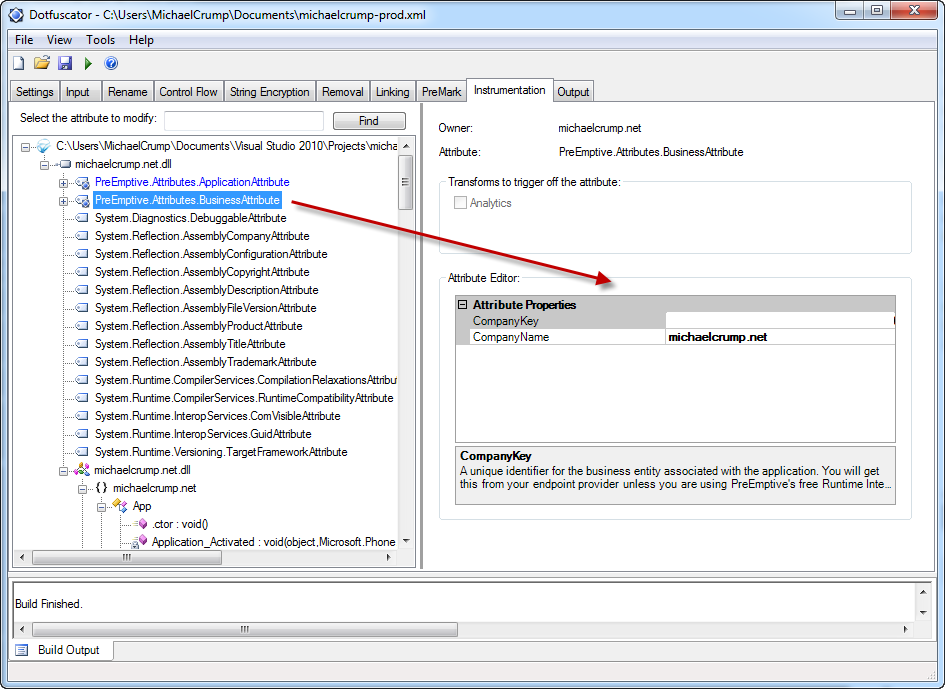 Dotfuscator - C:\Users\MichaelCrump\Documents\michaelcrump-prod.xml
File View Tools Help
Settings Input Rename Control Flow String Encryption Removal Linking PreMark Instrumentation Output
Select the attribute to modify:
Find
C:\Users\MichaelCrump\Documents\Visual Studio 2010\Projects\micha
michaelcrump.net.dll
PreEmptive.Attributes.ApplicationAttribute
PreEmptive.Attributes.BusinessAttribute
System.Diagnostics.DebuggableAttribute
System.Reflection.AssemblyCompanyAttribute
System.Reflection.AssemblyConfigurationAttribute
System.Reflection.AssemblyCopyrightAttribute
System.Reflection.AssemblyDescriptionAttribute
System.Reflection.AssemblyFileVersionAttribute
System.Reflection.AssemblyProductAttribute
System.Reflection.AssemblyTitleAttribute
System.Reflection.AssemblyTrademarkAttribute
System.Runtime.CompilerServices.CompilationRelaxationsAttribu
System.Runtime.CompilerServices.RuntimeCompatibilityAttribute
System.Runtime.InteropServices.ComVisibleAttribute
System.Runtime.InteropServices.GuidAttribute
System.Runtime.Versioning.TargetFrameworkAttribute
michaelcrump.net.dll
{} michaelcrump.net
App
.ctor : void()
Application_Activated : void(object,Microsoft.Phone
Owner: michaelcrump.net
Attribute: PreEmptive.Attributes.BusinessAttribute
Transforms to trigger off the attribute:
Analytics
Attribute Editor:
Attribute Properties
CompanyKey
CompanyName michaelcrump.net
CompanyKey
A unique identifier for the business entity associated with the application. You will get
this from your endpoint provider unless you are using PreEmptive's free Runtime Inte...
Build Finished.
Build Output